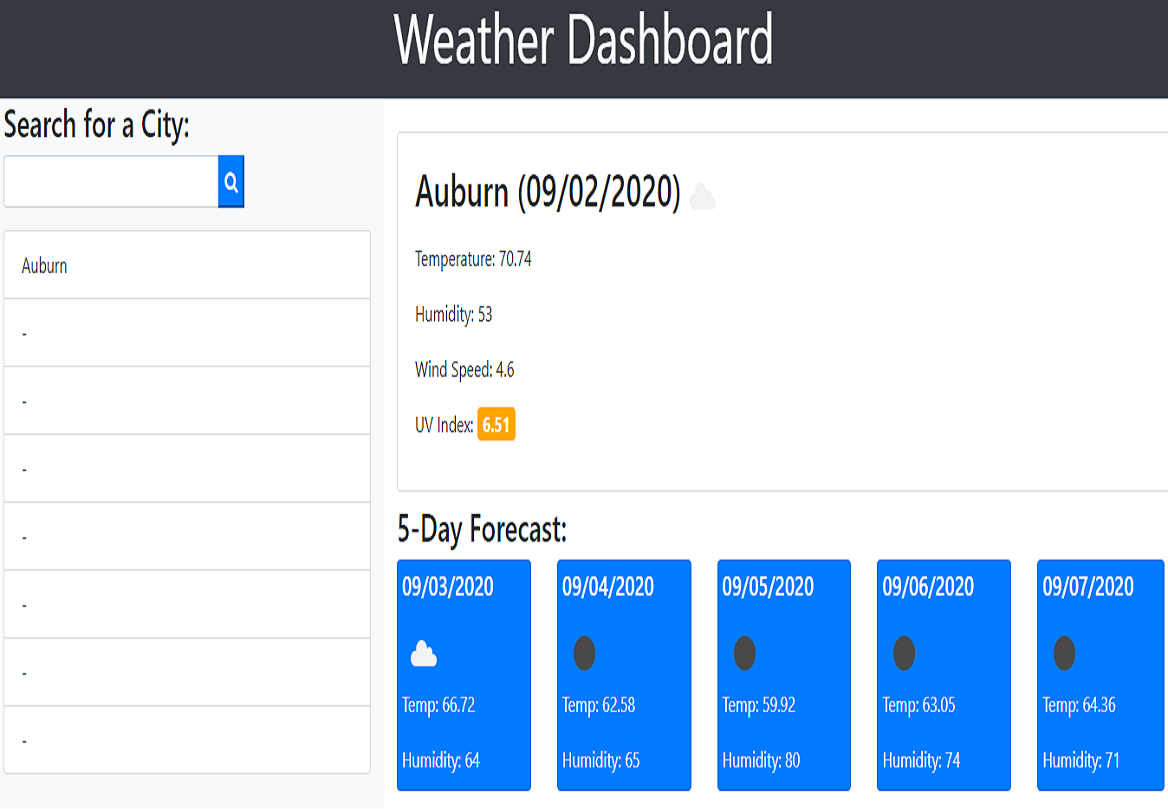 Weather Dashboard
Search for a City:
Auburn
-
-
-
-
-
-
-
Auburn (09/02/2020)
Temperature: 70.74
Humidity: 53
Wind Speed: 4.6
UV Index: 6.51
5-Day Forecast:
09/03/2020
Temp: 66.72
Humidity: 64
09/04/2020
Temp: 62.58
Humidity: 65
09/05/2020
Temp: 59.92
Humidity: 80
09/06/2020
Temp: 63.05
Humidity: 74
09/07/2020
Temp: 64.36
Humidity: 71